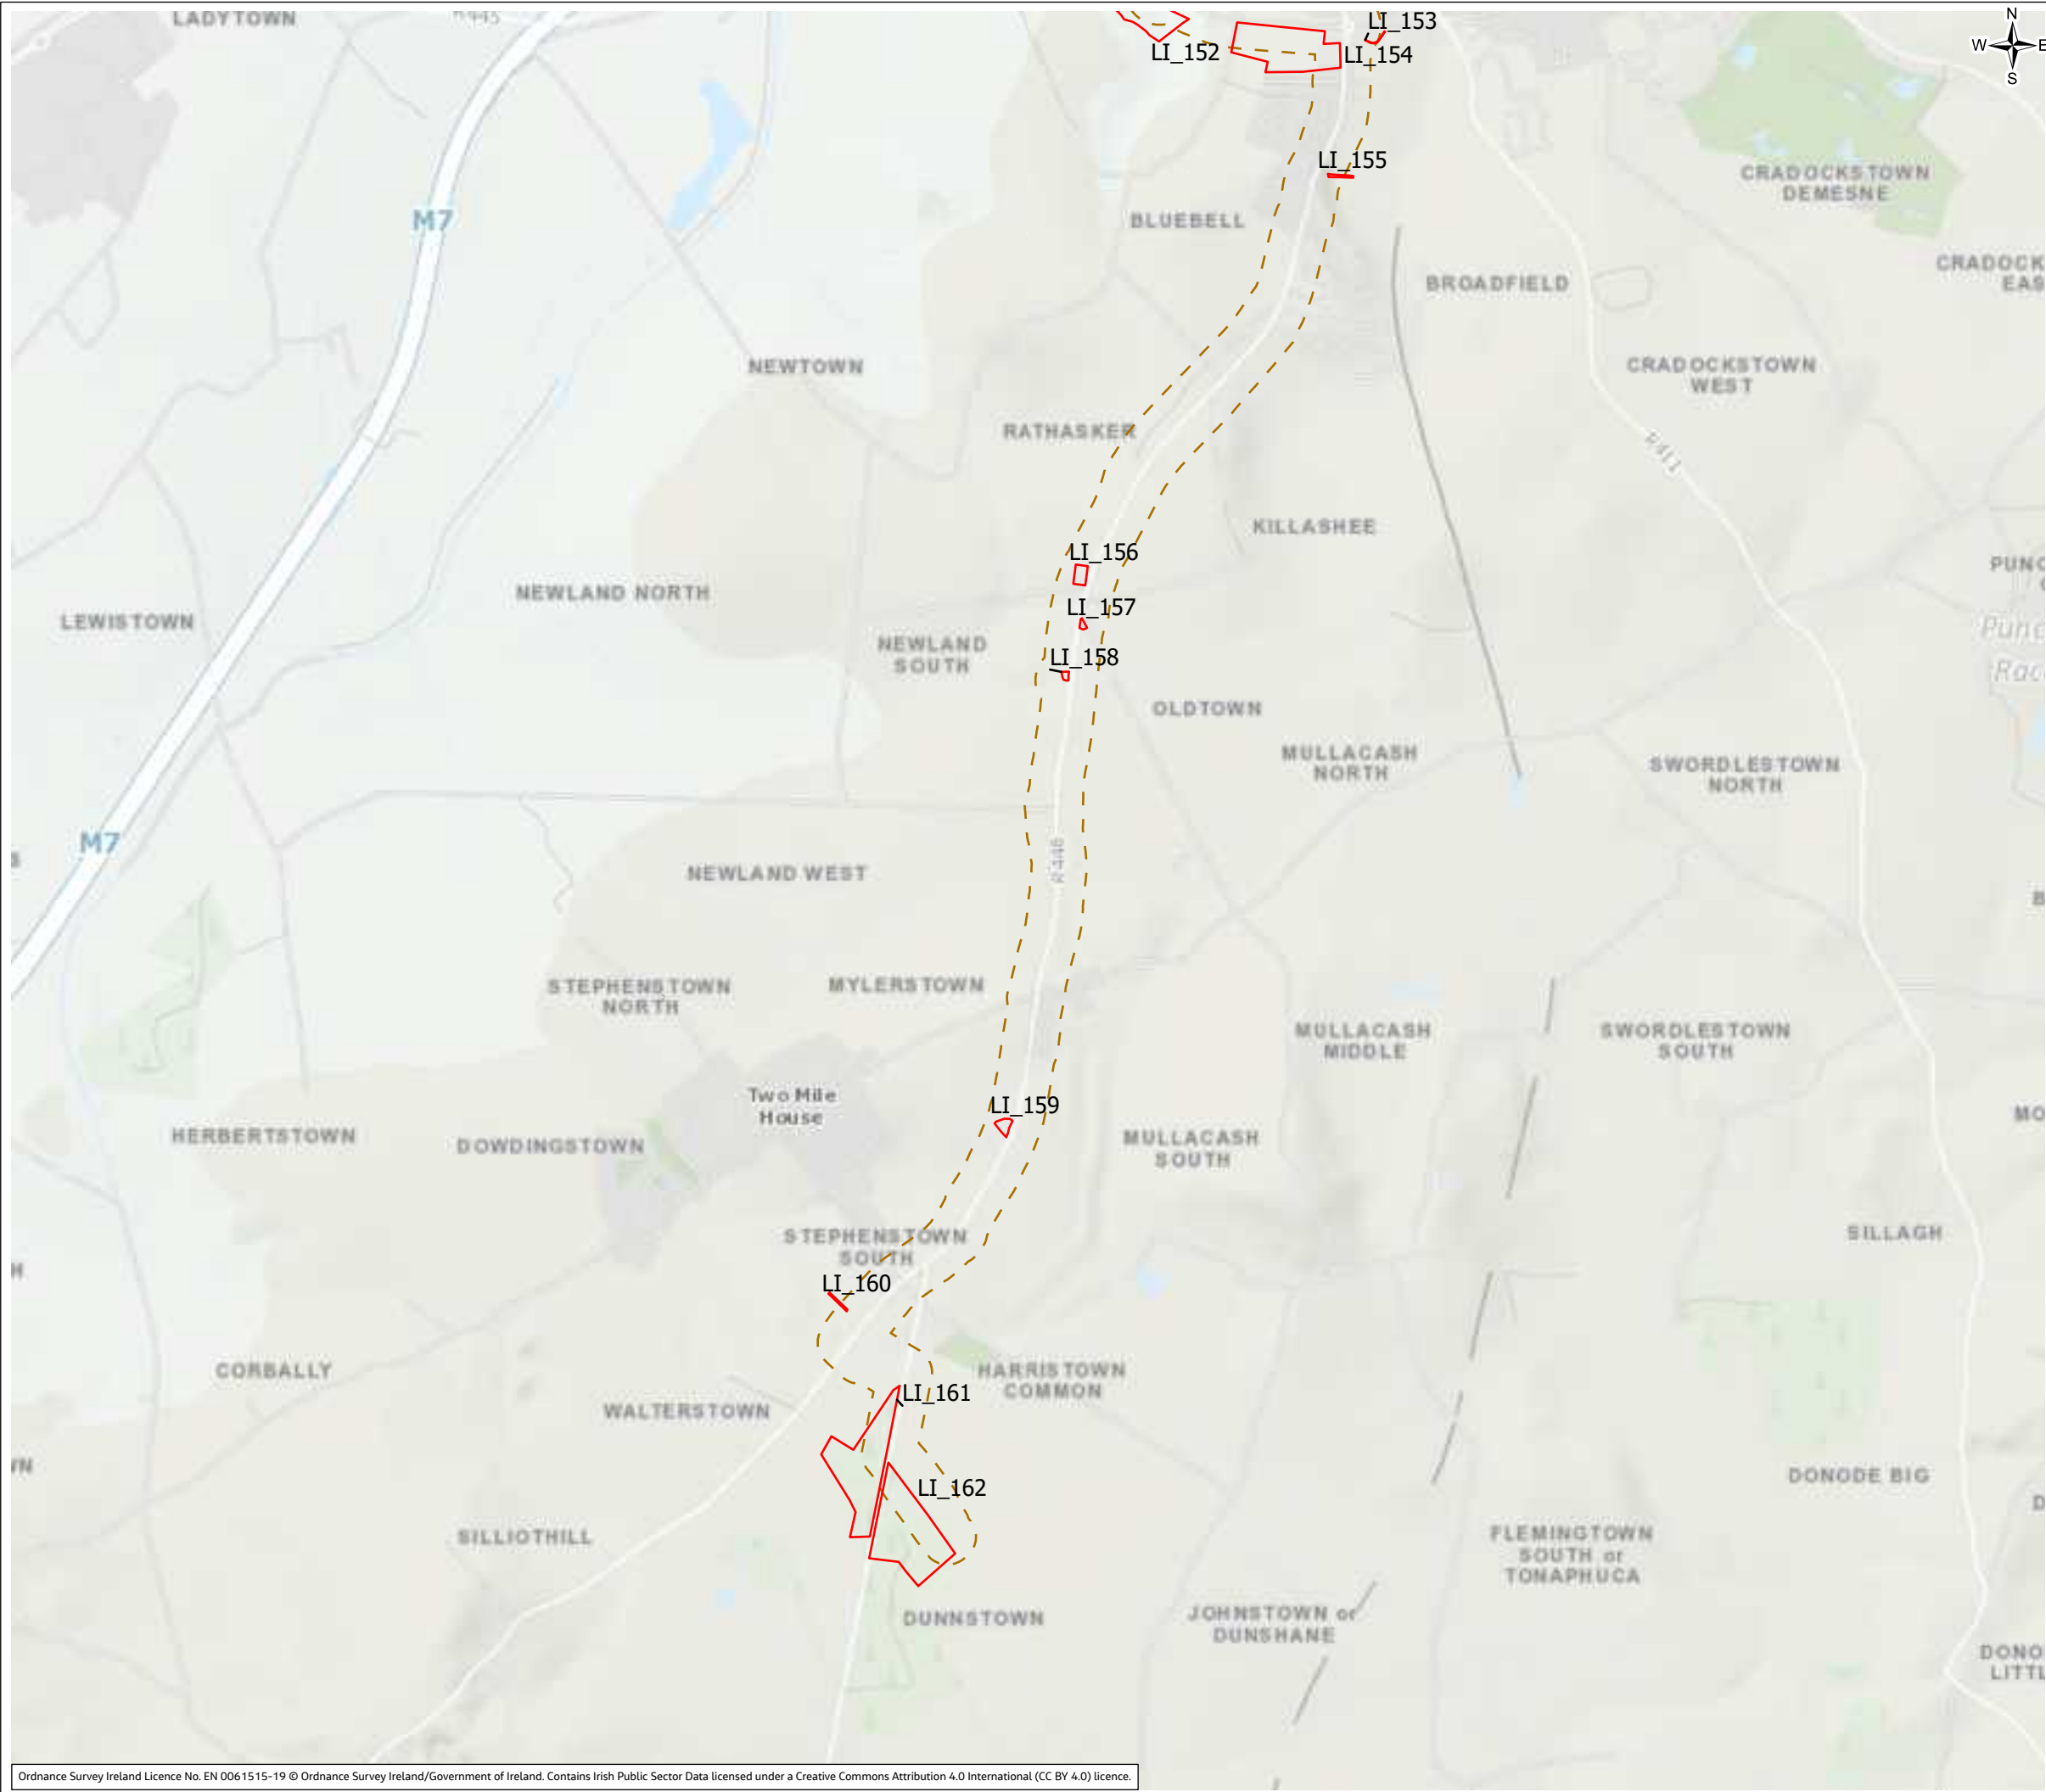 LADYTOWN
R445
LI_153
LI_152
LI_154
N
W
E
S
LI_155
CRADOCKSTOWN
DEMESNE
M7
BLUEBELL
BROADFIELD
NEWTOWN
CRADOCKSTOWN
WEST
RATHASKER
R411
KILLASHEE
LI_156
NEWLAND NORTH
LI_157
LEWISTOWN
NEWLAND
SOUTH
LI_158
OLDTOWN
MULLACASH
NORTH
SWORDLESTOWN
NORTH
M7
R448
NEWLAND WEST
STEPHENSTOWN
NORTH
MYLERSTOWN
MULLACASH
MIDDLE
SWORDLESTOWN
SOUTH
Two Mile
House
LI_159
HERBERTSTOWN
DOWDINGSTOWN
MULLACASH
SOUTH
STEPHENSTOWN
SOUTH
SILLAGH
LI_160
CORBALLY
HARRISTOWN
COMMON
LI_161
WALTERSTOWN
LI_162
DONODE BIG
SILLIOTHILL
FLEMINGTOWN
SOUTH or
TONAPHUCA
DUNNSTOWN
JOHNSTOWN or
DUNSHANE
Ordnance Survey Ireland Licence No. EN 0061515-19 © Ordnance Survey Ireland/Government of Ireland. Contains Irish Public Sector Data licensed under a Creative Commons Attribution 4.0 International (CC BY 4.0) licence.